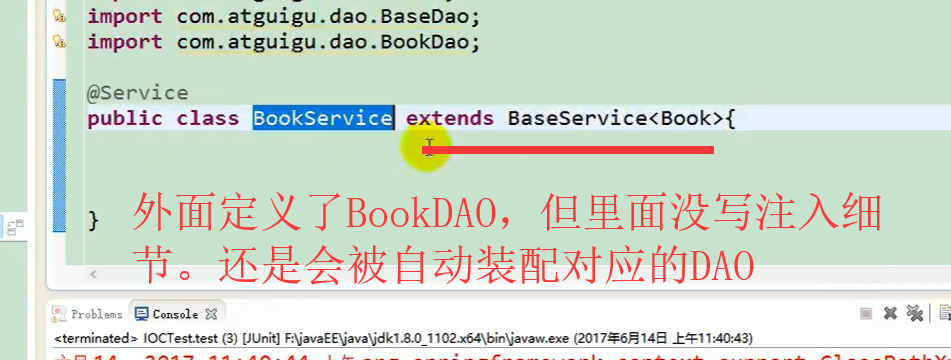 import com.atguigu.dao.BaseDao;
import com.atguigu.dao.BookDao;
@Service
public class BookService extends BaseService<Book>{
}
外面定义了BookDAO，但里面没写注入细
节。还是会被自动装配对应的DAO
Problems Console
<terminated> IOCTest.test (3) [JUnit] F:\javaEE\java\jdk1.8.0_1102.x64\bin\javaw.exe (2017年6月14日 上午11:40:43)